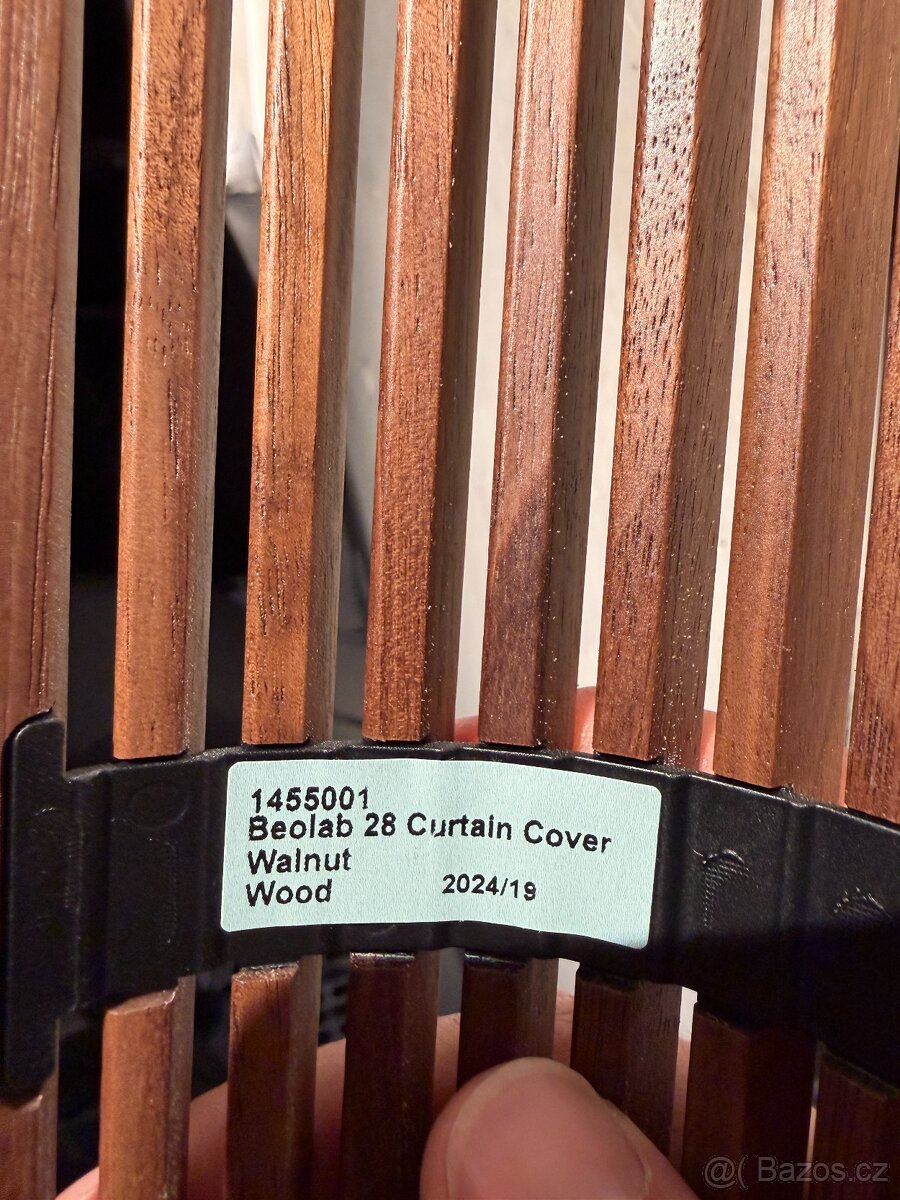 1455001
Beolab 28 Curtain Cover
Walnut
Wood 2024/19
@( Bazos.cz